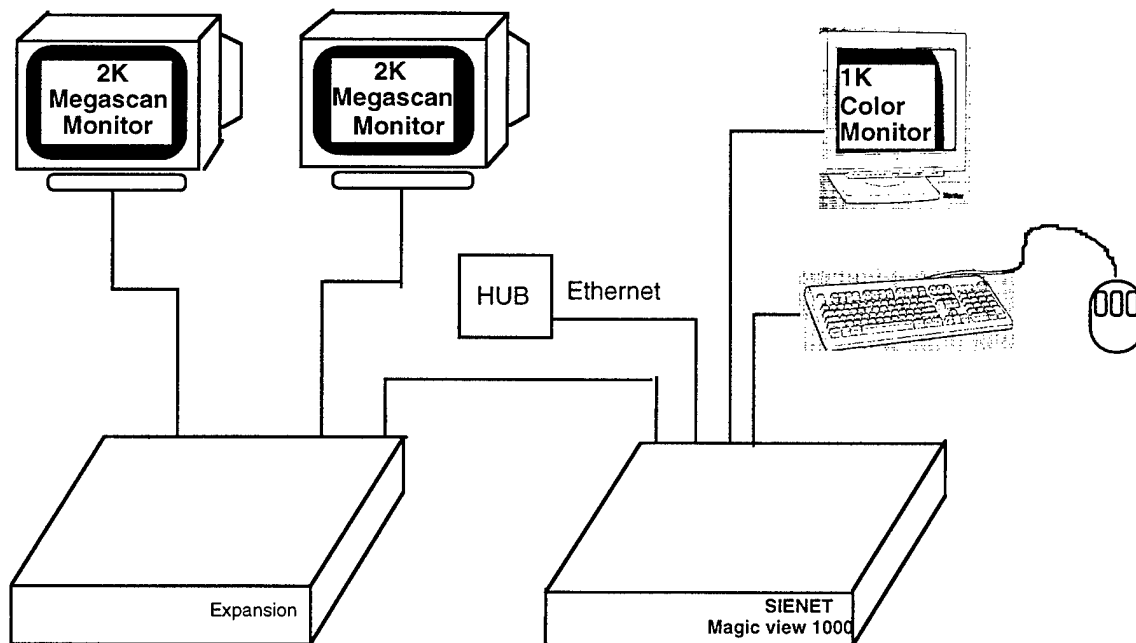 2K
Megascan
Monitor
2K
Megascan
Monitor
1K
Color
Monitor
HUB
Ethernet
Expansion
SIENET
Magic view 1000